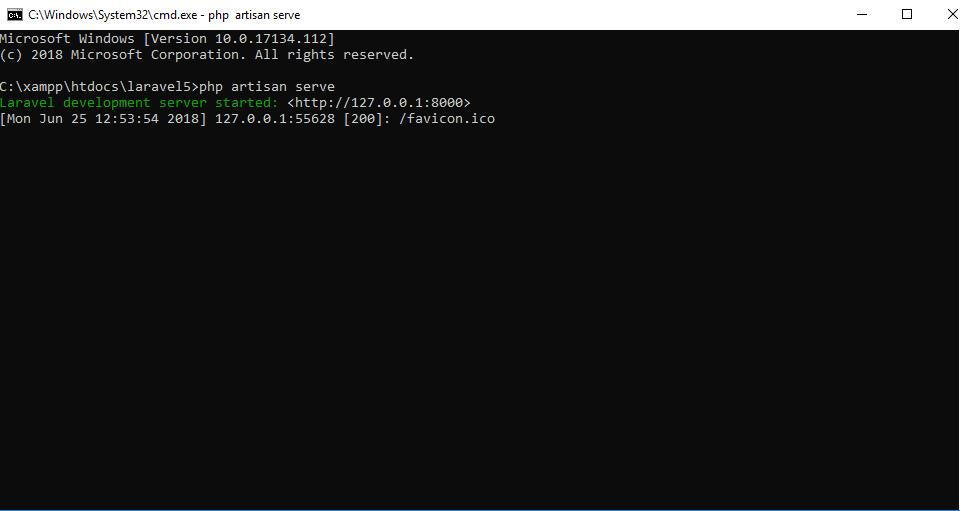 C:\Windows\System32\cmd.exe - php  artisan serve
Microsoft Windows [Version 10.0.17134.112]
(c) 2018 Microsoft Corporation. All rights reserved.
C:\xampp\htdocs\laravel5>php artisan serve
Laravel development server started: <http://127.0.0.1:8000>
[Mon Jun 25 12:53:54 2018] 127.0.0.1:55628 [200]: /favicon.ico